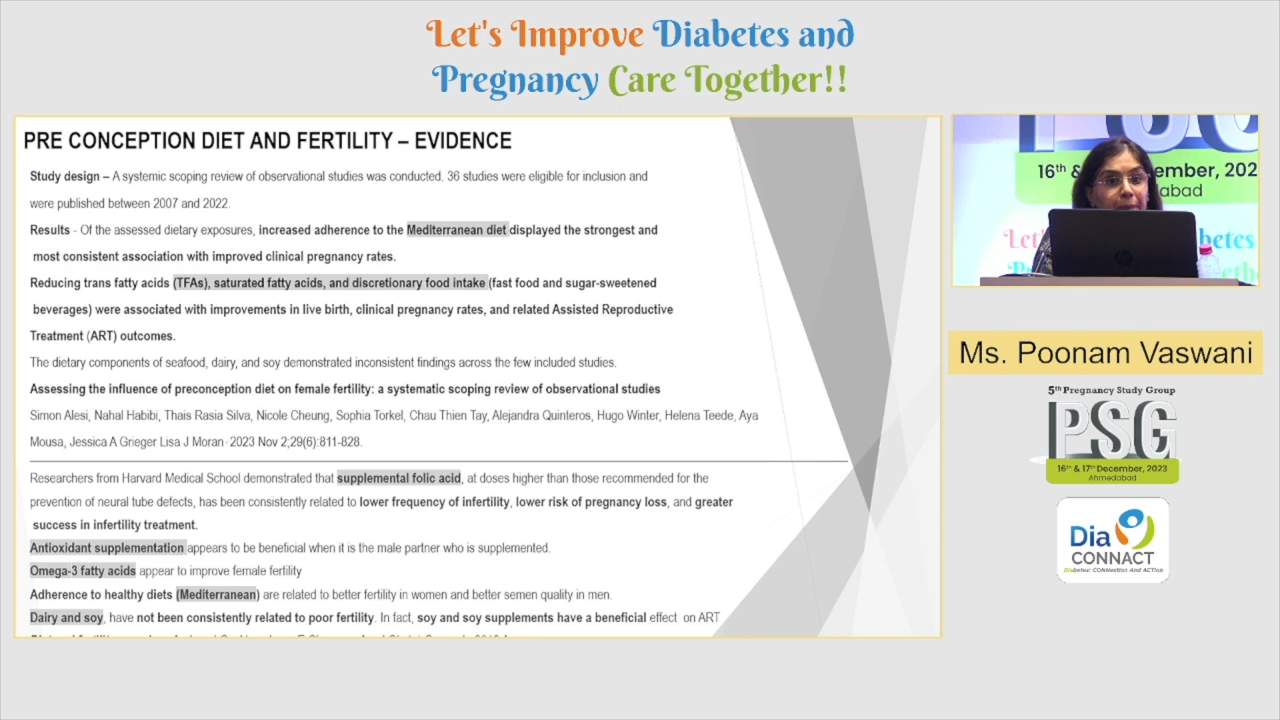 Let's Improve Diabetes and
Pregnancy Care Together!!
PRE CONCEPTION DIET AND FERTILITY – EVIDENCE
Study design – A systemic scoping review of observational studies was conducted. 36 studies were eligible for inclusion and
were published between 2007 and 2022.
Results - Of the assessed dietary exposures, increased adherence to the Mediterranean diet displayed the strongest and
most consistent association with improved clinical pregnancy rates.
Reducing trans fatty acids (TFAs), saturated fatty acids, and discretionary food intake (fast food and sugar-sweetened
beverages) were associated with improvements in live birth, clinical pregnancy rates, and related Assisted Reproductive
Treatment (ART) outcomes.
The dietary components of seafood, dairy, and soy demonstrated inconsistent findings across the few included studies.
Assessing the influence of preconception diet on female fertility: a systematic scoping review of observational studies
Simon Alesi, Nahal Habibi, Thais Rasia Silva, Nicole Cheung, Sophia Torkel, Chau Thien Tay, Alejandra Quinteros, Hugo Winter, Helena Teede, Aya
Mousa, Jessica A Grieger Lisa J Moran 2023 Nov 2;29(6):811-828.
Researchers from Harvard Medical School demonstrated that supplemental folic acid, at doses higher than those recommended for the
prevention of neural tube defects, has been consistently related to lower frequency of infertility, lower risk of pregnancy loss, and greater
success in infertility treatment.
Antioxidant supplementation appears to be beneficial when it is the male partner who is supplemented.
Omega-3 fatty acids appear to improve female fertility
Adherence to healthy diets (Mediterranean) are related to better fertility in women and better semen quality in men.
Dairy and soy, have not been consistently related to poor fertility. In fact, soy and soy supplements have a beneficial effect on ART
16th &
ember, 202
abad
Let
betes
hp
Ms. Poonam Vaswani
5th Pregnancy Study Group
PSG
16th & 17th December, 2023
Ahmedabad
Dia
CONNACT
Diabetes: CONNection And ACTion